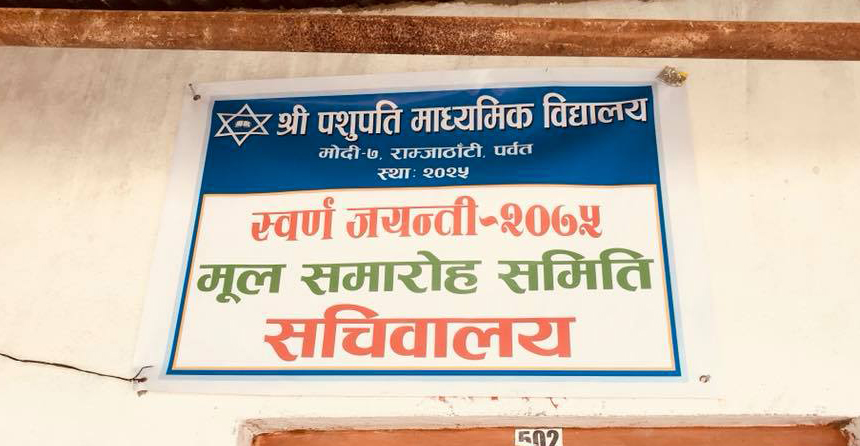 श्री पशुपति माध्यमिक विद्यालय
मोदी-७, राम्जाठाँटी, पर्वत
स्था: २०२५
स्वर्ण जयन्ती-२०७५
मूल समारोह समिति
सचिवालय
502